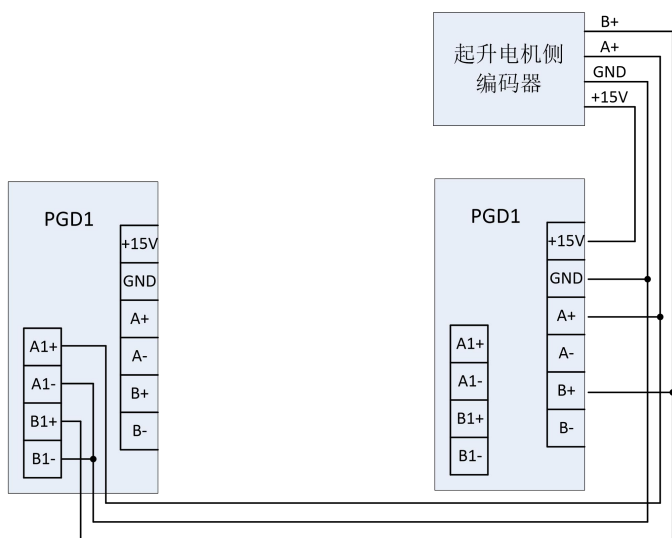 B+
A+
GND
+15V
起升电机侧
编码器
PGD1
+15V
GND
A+
A-
B+
B-
A1+
A1-
B1+
B1-
PGD1
+15V
GND
A+
A-
B+
B-
A1+
A1-
B1+
B1-